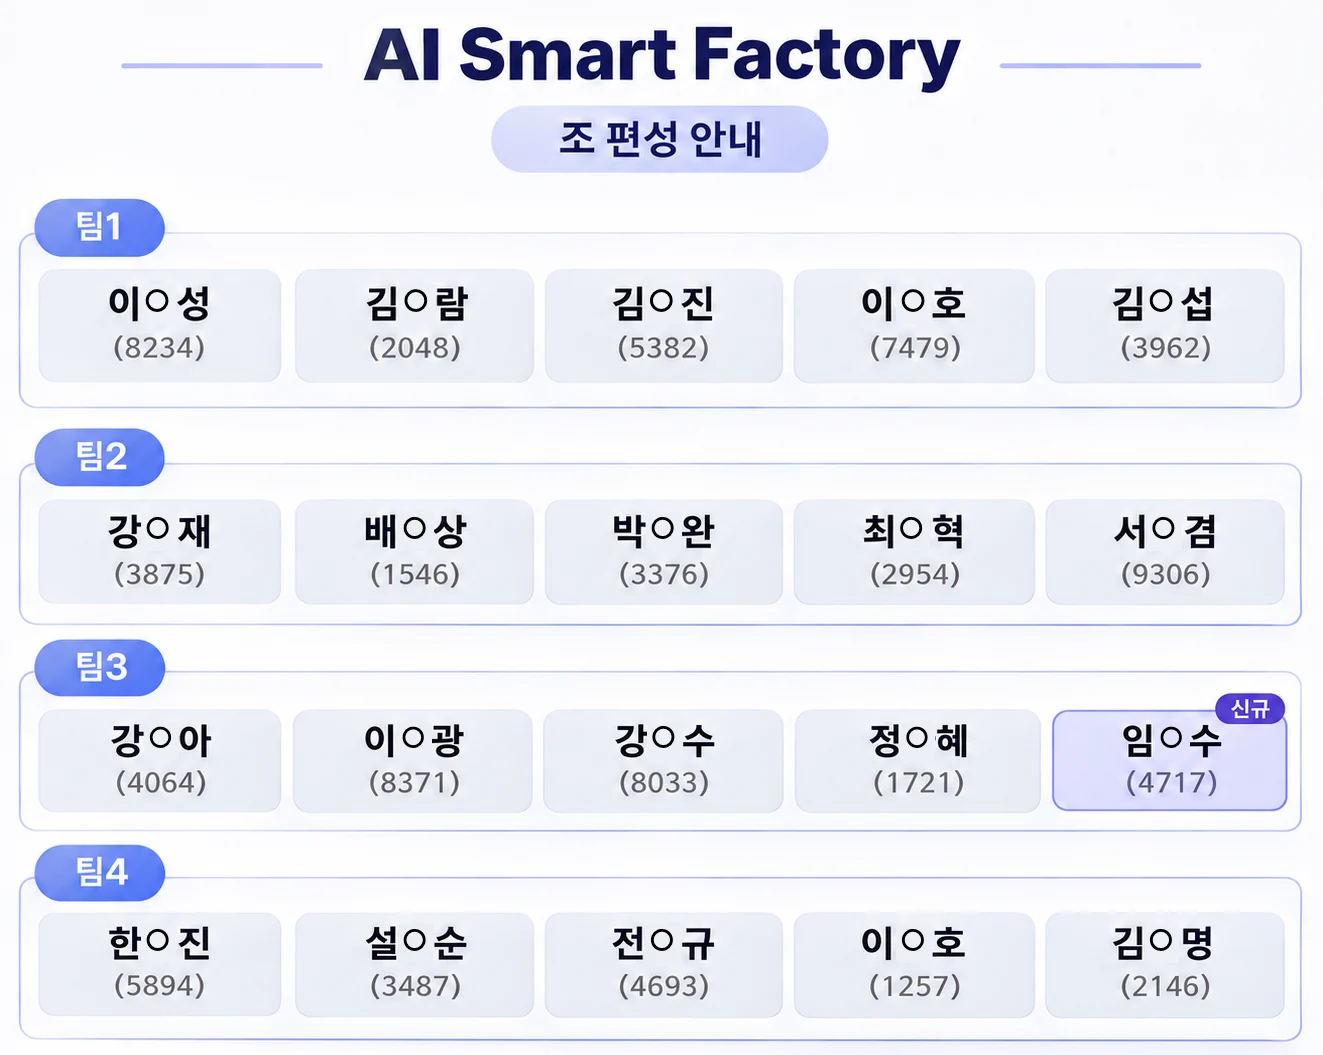 AI Smart Factory
조 편성 안내
팀1
이○성 김○람 김○진 이○호 김○섭
(8234) (2048) (5382) (7479) (3962)
팀2
강○재 배○상 박○완 최○혁 서○겸
(3875) (1546) (3376) (2954) (9306)
팀3
신규
강○아 이○광 강○수 정○혜 임○수
(4064) (8371) (8033) (1721) (4717)
팀4
한○진 설○순 전○규 이○호 김○명
(5894) (3487) (4693) (1257) (2146)